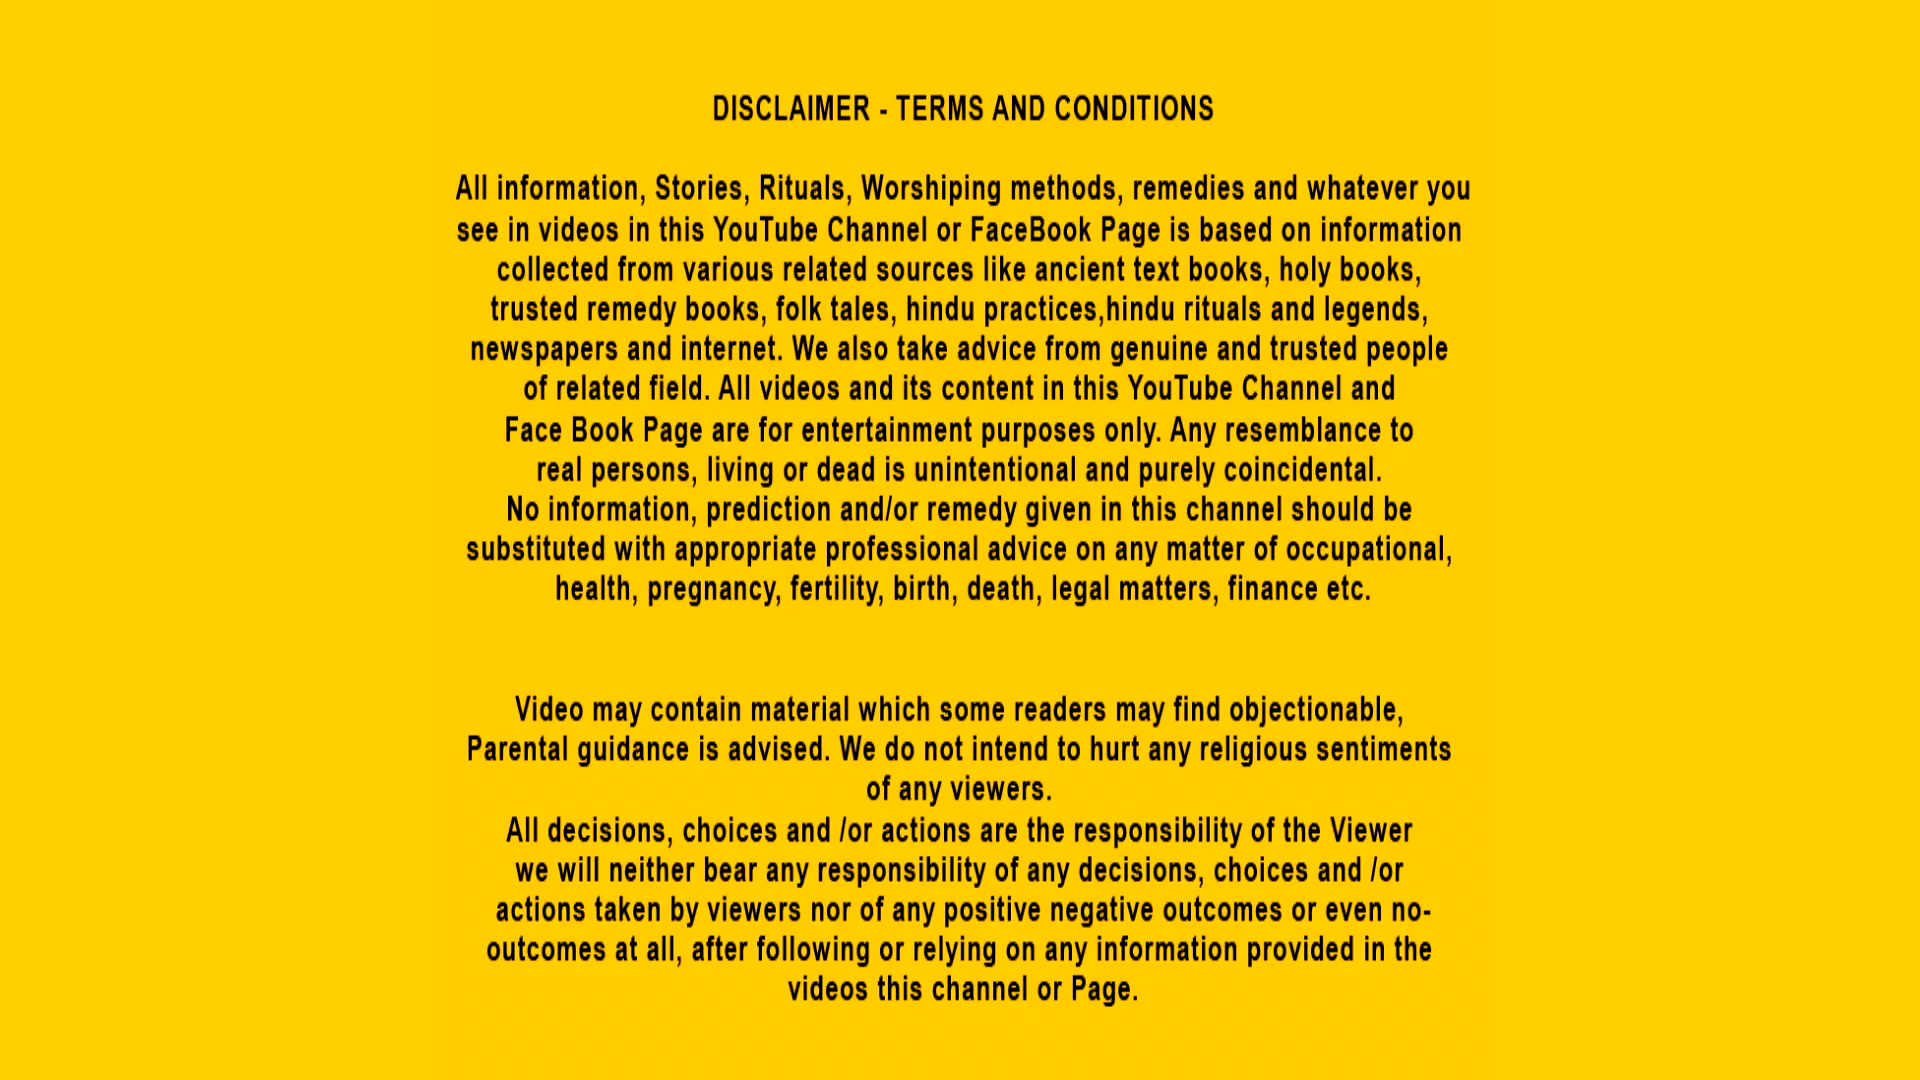 DISCLAIMER - TERMS AND CONDITIONS
All information, Stories, Rituals, Worshiping methods, remedies and whatever you
see in videos in this YouTube Channel or FaceBook Page is based on information
collected from various related sources like ancient text books, holy books,
trusted remedy books, folk tales, hindu practices,hindu rituals and legends,
newspapers and internet. We also take advice from genuine and trusted people
of related field. All videos and its content in this YouTube Channel and
Face Book Page are for entertainment purposes only. Any resemblance to
real persons, living or dead is unintentional and purely coincidental.
No information, prediction and/or remedy given in this channel should be
substituted with appropriate professional advice on any matter of occupational,
health, pregnancy, fertility, birth, death, legal matters, finance etc.
Video may contain material which some readers may find objectionable,
Parental guidance is advised. We do not intend to hurt any religious sentiments
of any viewers.
All decisions, choices and /or actions are the responsibility of the Viewer
we will neither bear any responsibility of any decisions, choices and /or
actions taken by viewers nor of any positive negative outcomes or even no-
outcomes at all, after following or relying on any information provided in the
videos this channel or Page.